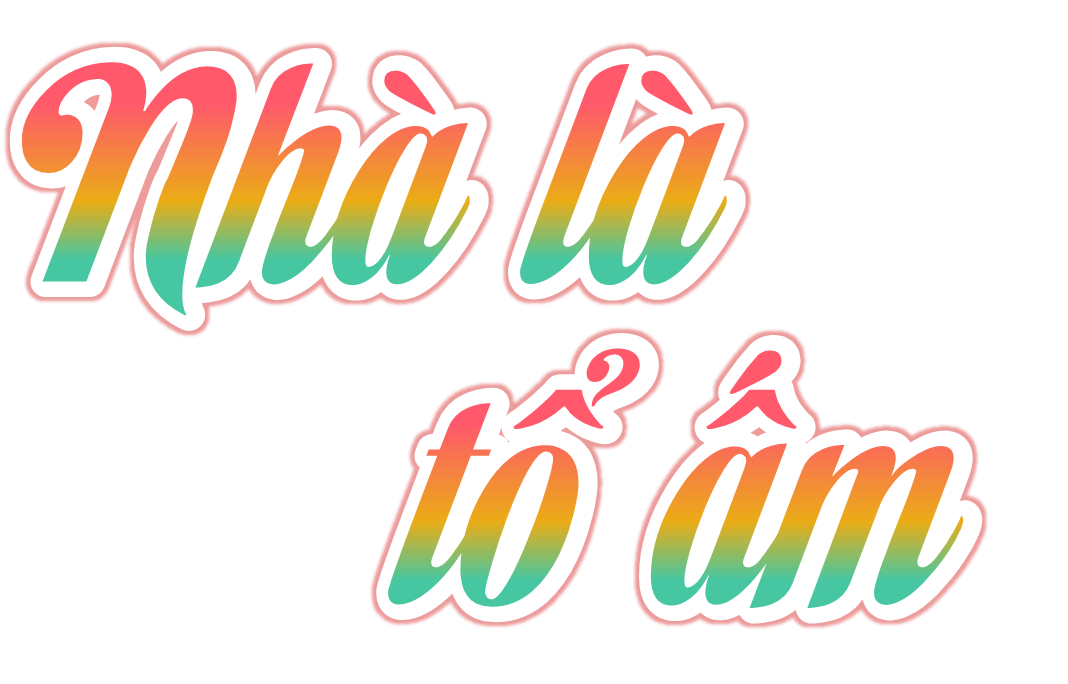 Nhà là
tổ ấm